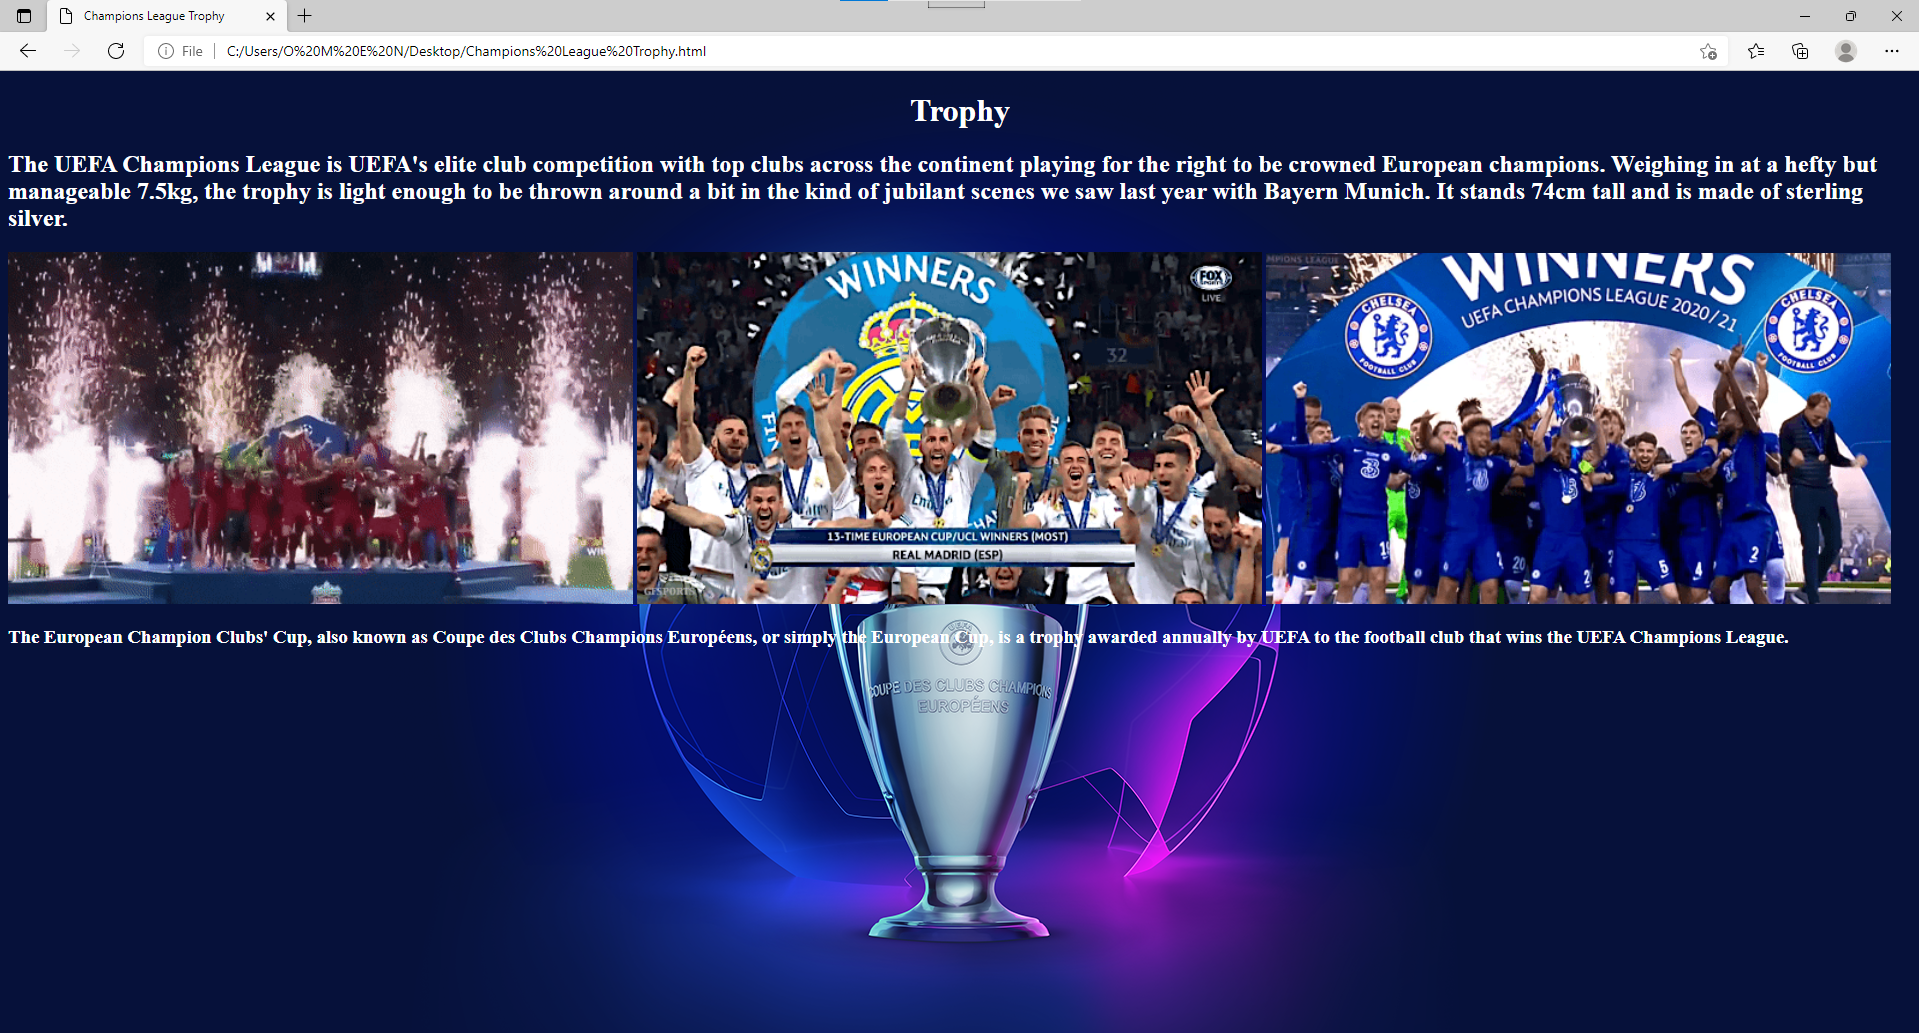 Champions League Trophy
File
C:/Users/O%20M%20E%20N/Desktop/Champions%20League%20Trophy.html
Trophy
The UEFA Champions League is UEFA's elite club competition with top clubs across the continent playing for the right to be crowned European champions. Weighing in at a hefty but
manageable 7.5kg, the trophy is light enough to be thrown around a bit in the kind of jubilant scenes we saw last year with Bayern Munich. It stands 74cm tall and is made of sterling
silver.
WINNERS
FOX
SPORTS
LIVE
32
13-TIME EUROPEAN CUP/UCL WINNERS (MOST)
REAL MADRID (ESP)
GFSPORTS
WINNERS
UEFA CHAMPIONS LEAGUE 2020/21
CHELSEA
FOOTBALL CLUB
CHELSEA
FOOTBALL CLUB
The European Champion Clubs' Cup, also known as Coupe des Clubs Champions Européens, or simply the European Cup, is a trophy awarded annually by UEFA to the football club that wins the UEFA Champions League.
COUPE DES CLUBS CHAMPIONS
EUROPÉENS